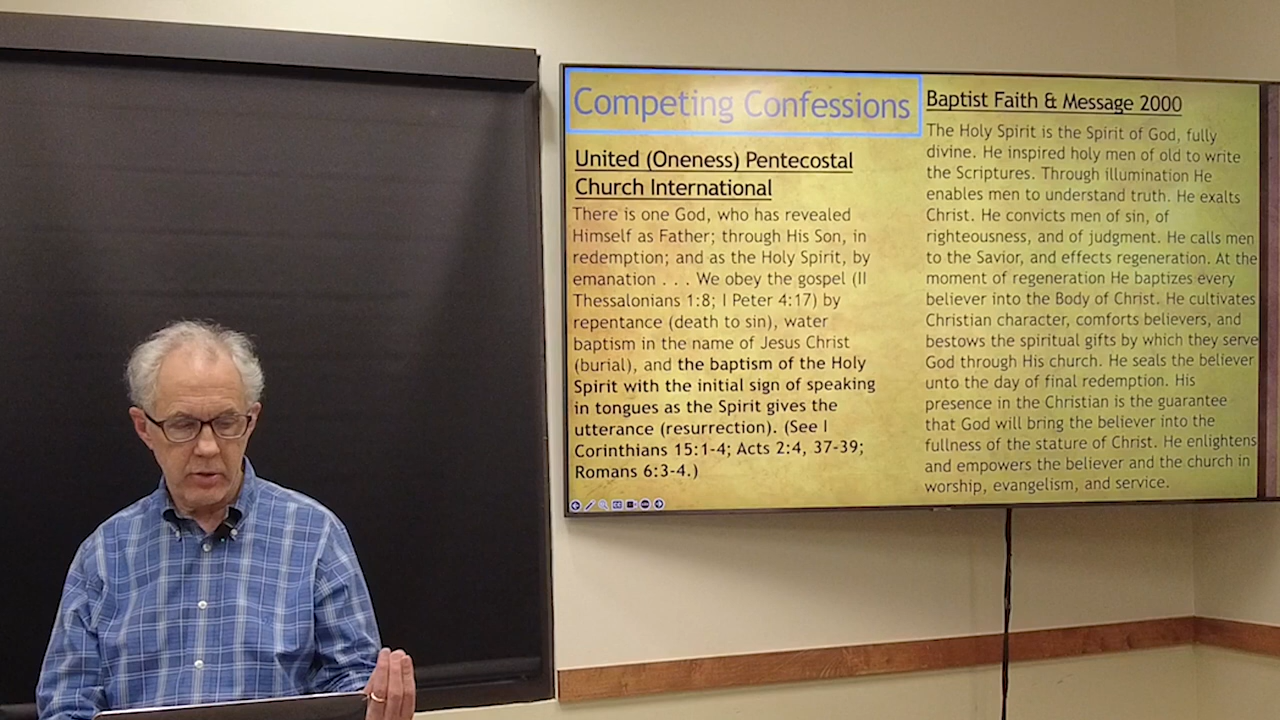 Competing Confessions
United (Oneness) Pentecostal
Church International
There is one God, who has revealed
Himself as Father; through His Son, in
redemption; and as the Holy Spirit, by
emanation . . . We obey the gospel (II
Thessalonians 1:8; I Peter 4:17) by
repentance (death to sin), water
baptism in the name of Jesus Christ
(burial), and the baptism of the Holy
Spirit with the initial sign of speaking
in tongues as the Spirit gives the
utterance (resurrection). (See I
Corinthians 15:1-4; Acts 2:4, 37-39;
Romans 6:3-4.)
Baptist Faith & Message 2000
The Holy Spirit is the Spirit of God, fully
divine. He inspired holy men of old to write
the Scriptures. Through illumination He
enables men to understand truth. He exalts
Christ. He convicts men of sin, of
righteousness, and of judgment. He calls men
to the Savior, and effects regeneration. At the
moment of regeneration He baptizes every
believer into the Body of Christ. He cultivates
Christian character, comforts believers, and
bestows the spiritual gifts by which they serve
God through His church. He seals the believer
unto the day of final redemption. His
presence in the Christian is the guarantee
that God will bring the believer into the
fullness of the stature of Christ. He enlightens
and empowers the believer and the church in
worship, evangelism, and service.